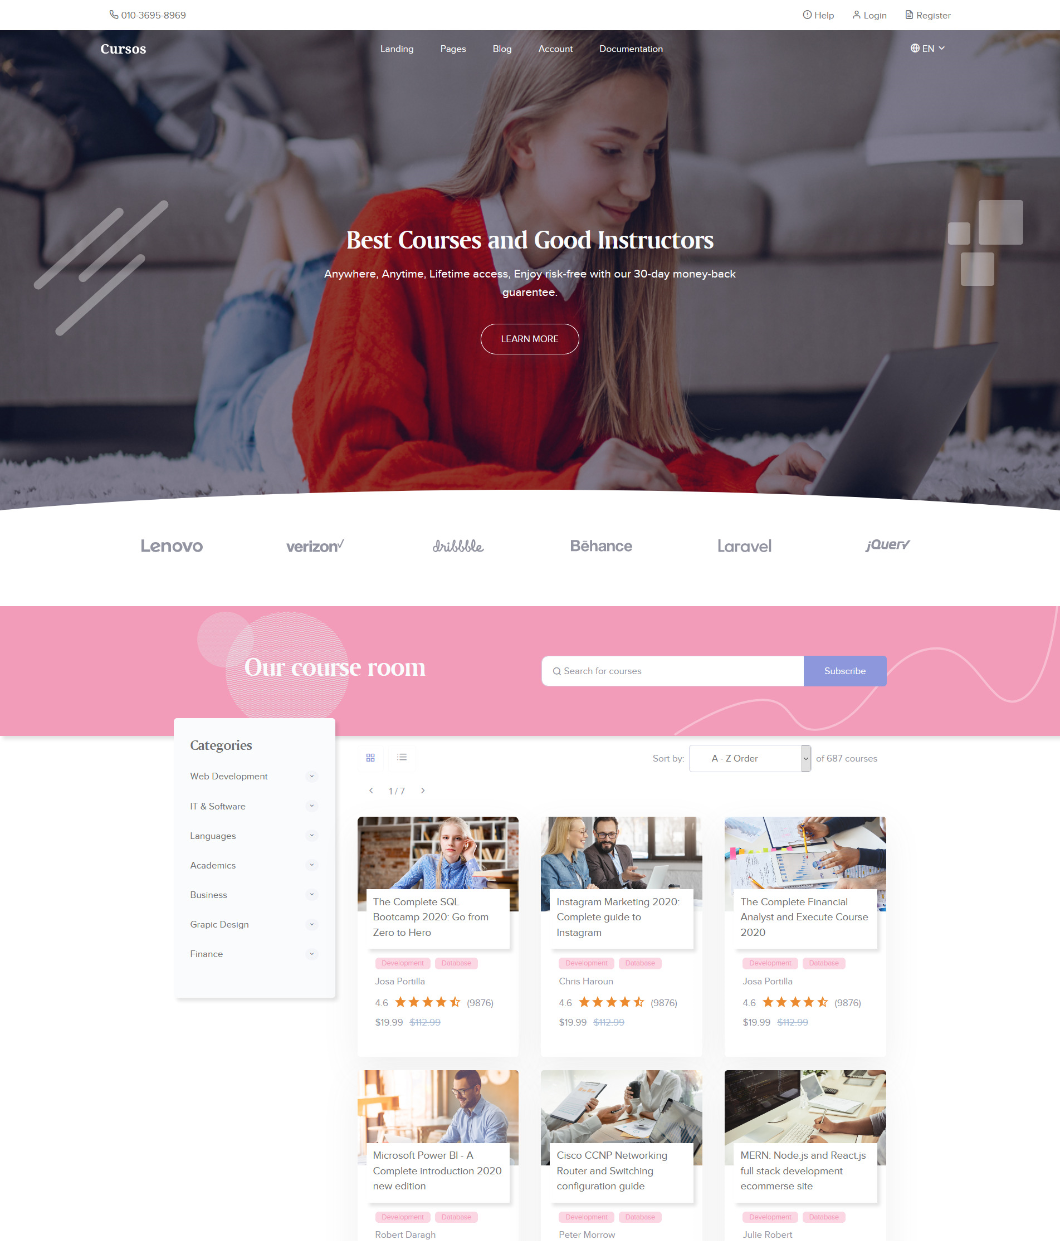 010-3695-8969
Help
Login
Register
Cursos
Landing
Pages
Blog
Account
Documentation
EN
Best Courses and Good Instructors
Anywhere, Anytime, Lifetime access, Enjoy risk-free with our 30-day money-back
guarentee.
LEARN MORE
Lenovo
verizon✓
dribbble
Bēhance
Laravel
jQuery
Our course room
Search for courses
Subscribe
Categories
Web Development
IT & Software
Languages
Academics
Business
Grapic Design
Finance
Sort by:
A - Z Order
of 687 courses
1 / 7
The Complete SQL
Bootcamp 2020: Go from
Zero to Hero
Development
Database
Josa Portilla
4.6
(9876)
$19.99
$112.99
Instagram Marketing 2020:
Complete guide to
Instagram
Development
Database
Chris Haroun
4.6
(9876)
$19.99
$112.99
The Complete Financial
Analyst and Execute Course
2020
Development
Database
Josa Portilla
4.6
(9876)
$19.99
$112.99
Microsoft Power BI - A
Complete introduction 2020
new edition
Development
Database
Robert Daragh
Cisco CCNP Networking
Router and Switching
configuration guide
Development
Database
Peter Morrow
MERN: Node.js and React.js
full stack development
ecommerse site
Development
Database
Julie Robert